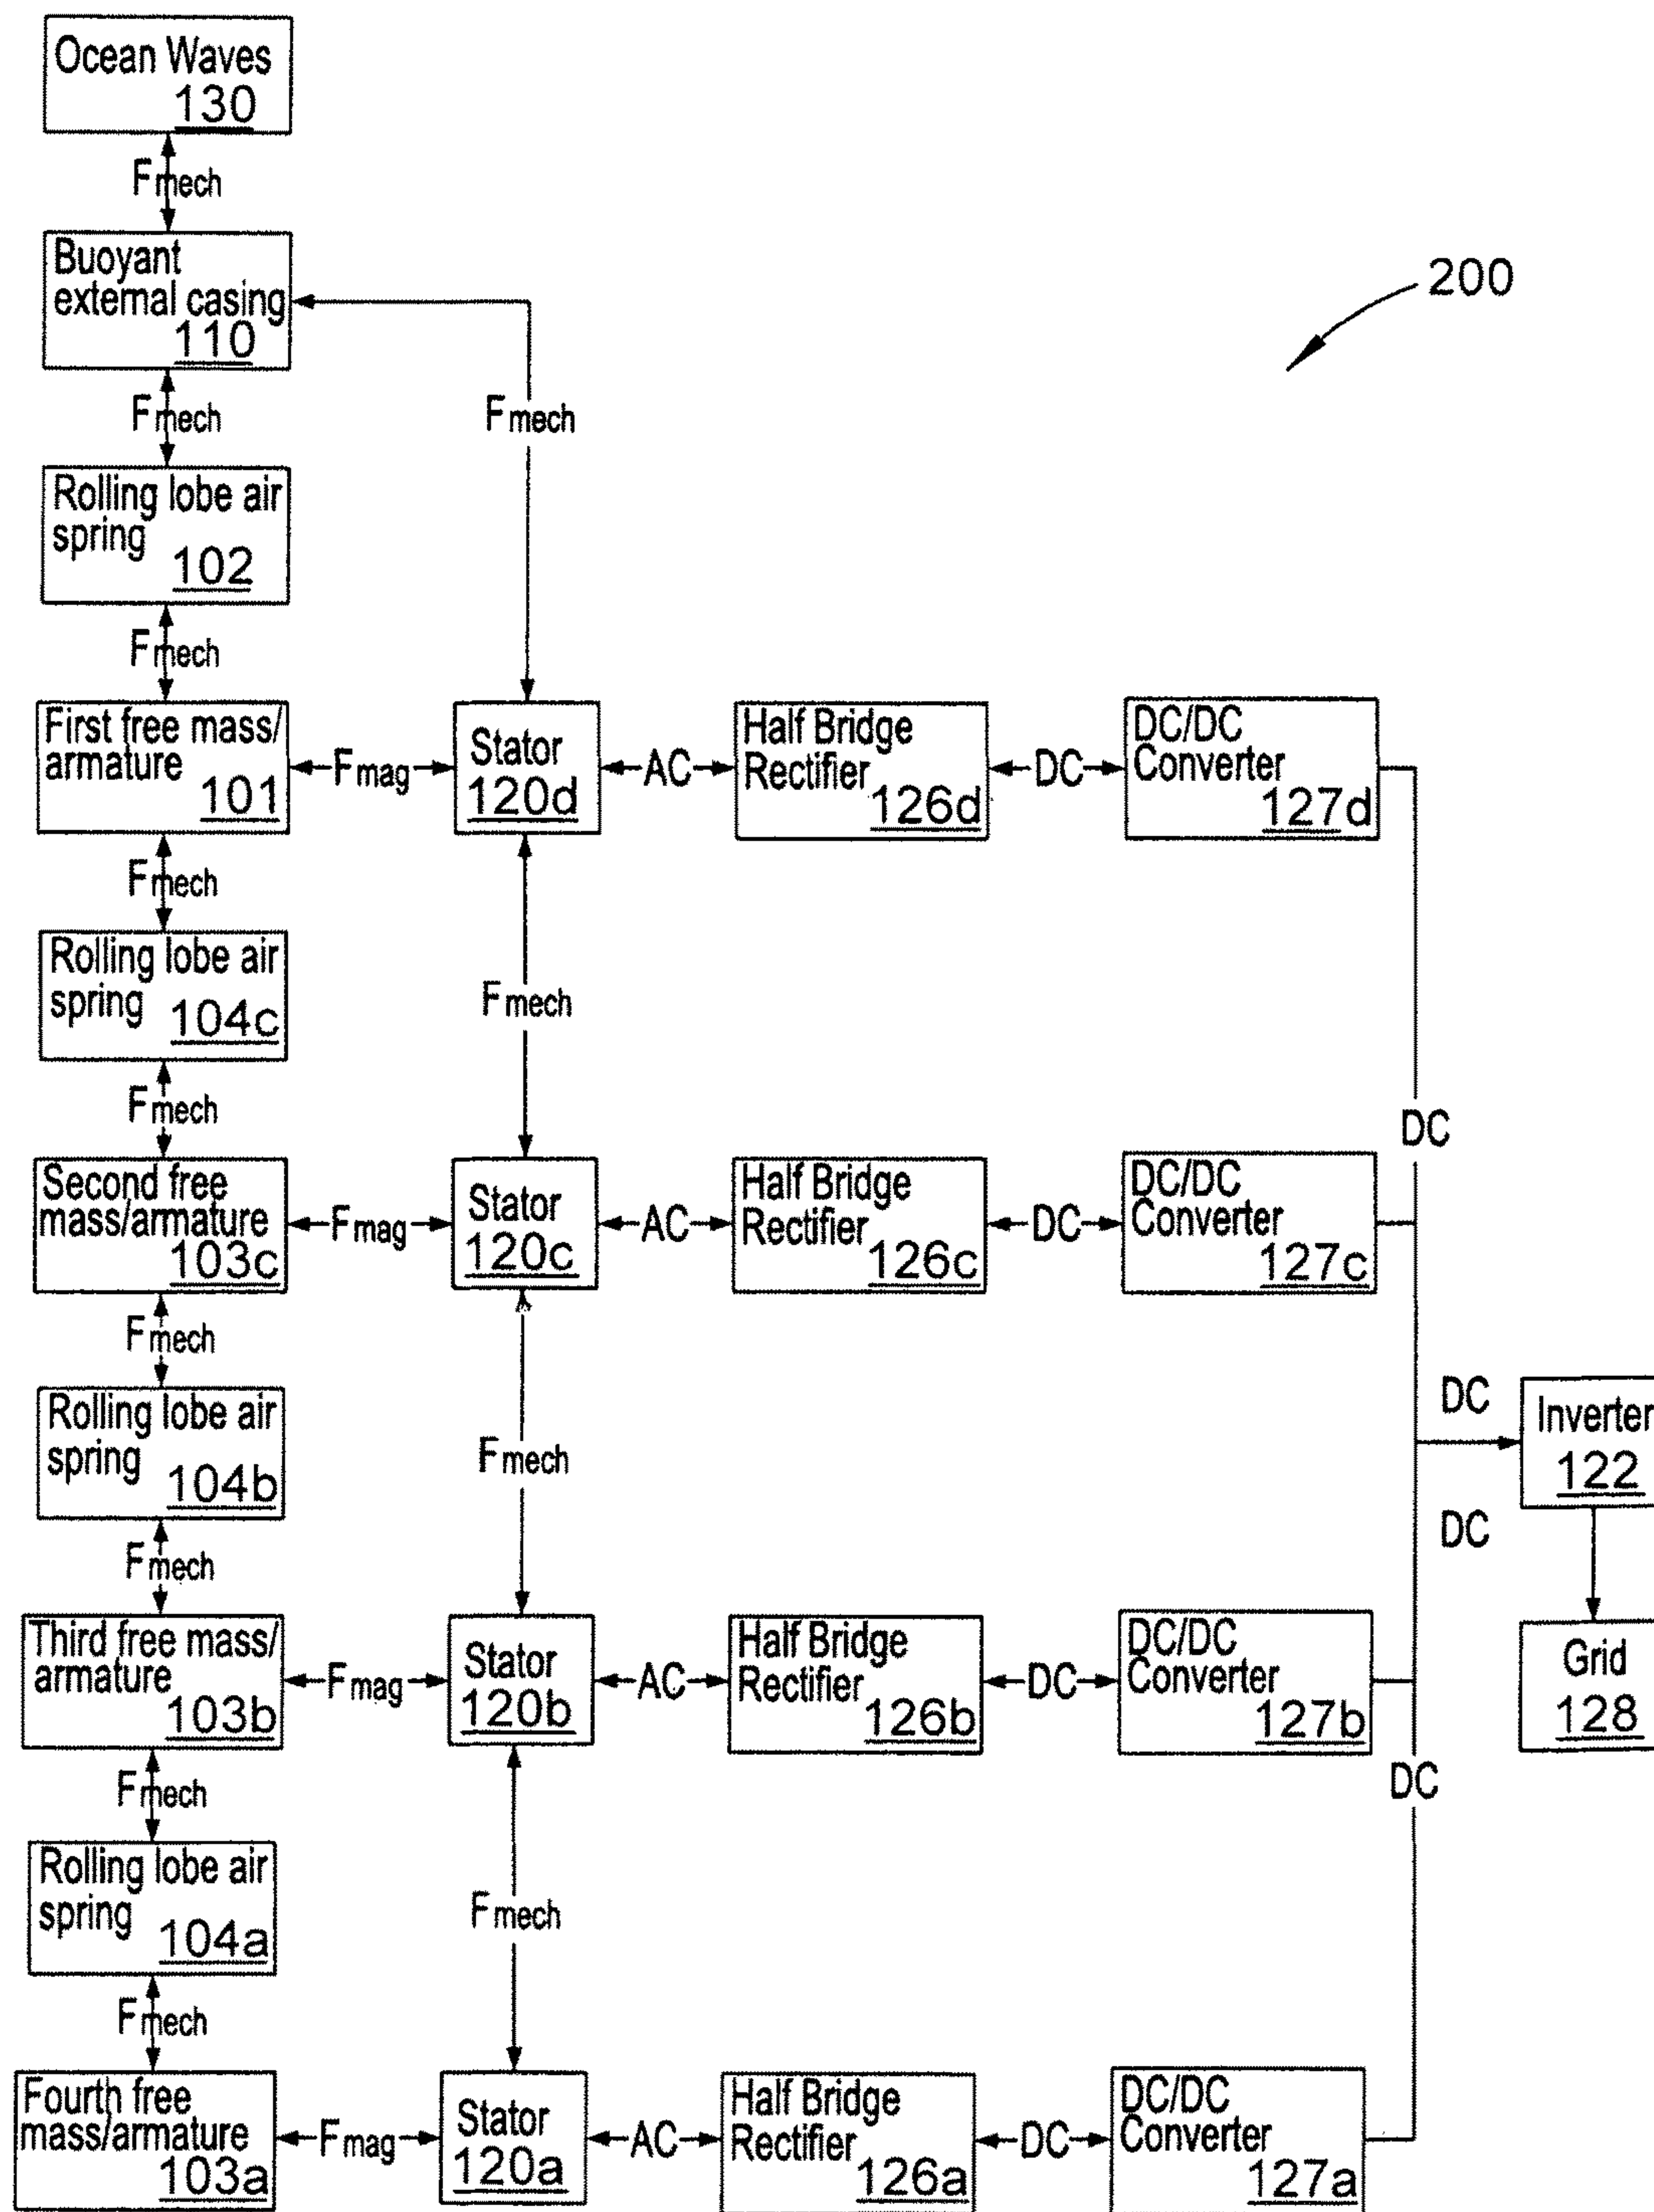 Ocean Waves
130
Fmech
Buoyant
external casing
110
200
Fmech
Fmech
Rolling lobe air
spring 102
Fmech
First free mass/
armature
101
Fmag
Stator
120d
AC
Half Bridge
Rectifier
126d
DC
DC/DC
Converter
127d
Fmech
Rolling lobe air
spring 104c
Fmech
Fmech
DC
Second free
mass/armature
103c
Fmag
Stator
120c
AC
Half Bridge
Rectifier
126c
DC
DC/DC
Converter
127c
Fmech
Rolling lobe air
spring 104b
Fmech
DC
Inverter
122
DC
Fmech
Third free mass/
armature
103b
Fmag
Stator
120b
AC
Half Bridge
Rectifier
126b
DC
DC/DC
Converter
127b
Grid
128
Fmech
DC
Rolling lobe air
spring 104a
Fmech
Fmech
Fourth free
mass/armature
103a
Fmag
Stator
120a
AC
Half Bridge
Rectifier
126a
DC
DC/DC
Converter
127a